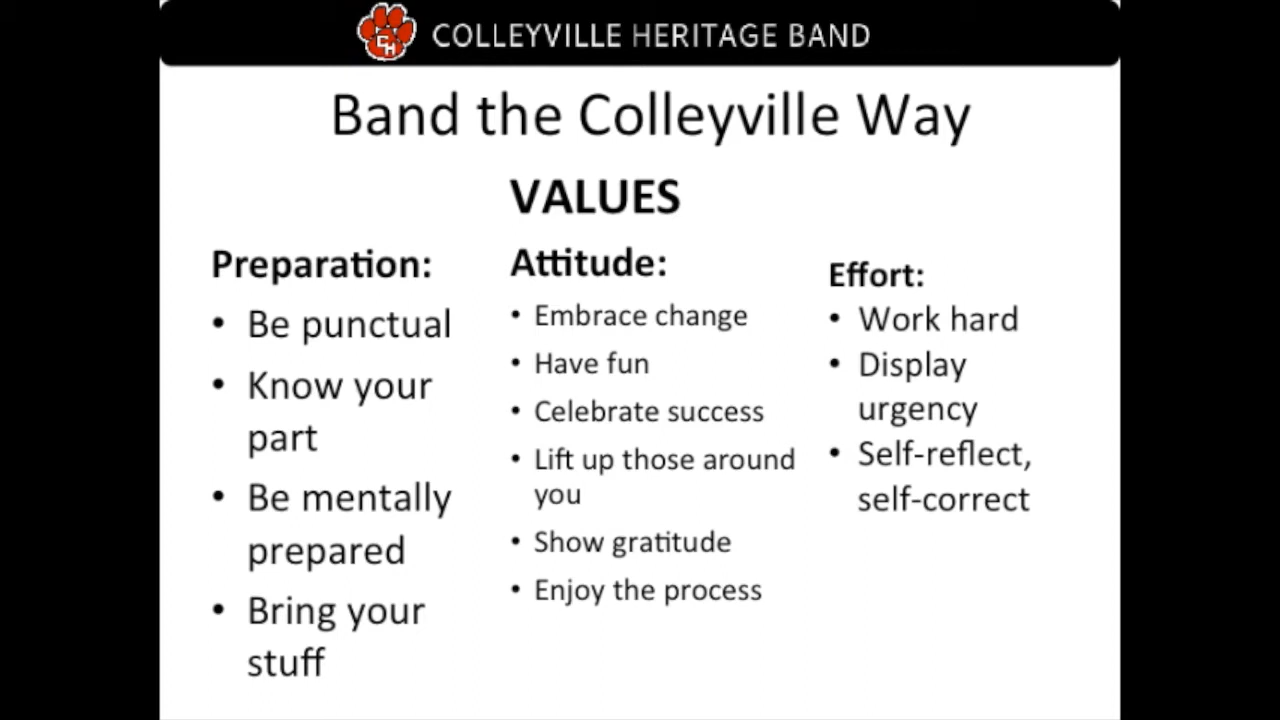 CH COLLEYVILLE HERITAGE BAND
Band the Colleyville Way
VALUES
Preparation:
• Be punctual
• Know your
part
• Be mentally
prepared
• Bring your
stuff
Attitude:
• Embrace change
• Have fun
• Celebrate success
• Lift up those around
you
• Show gratitude
• Enjoy the process
Effort:
• Work hard
• Display
urgency
• Self-reflect,
self-correct